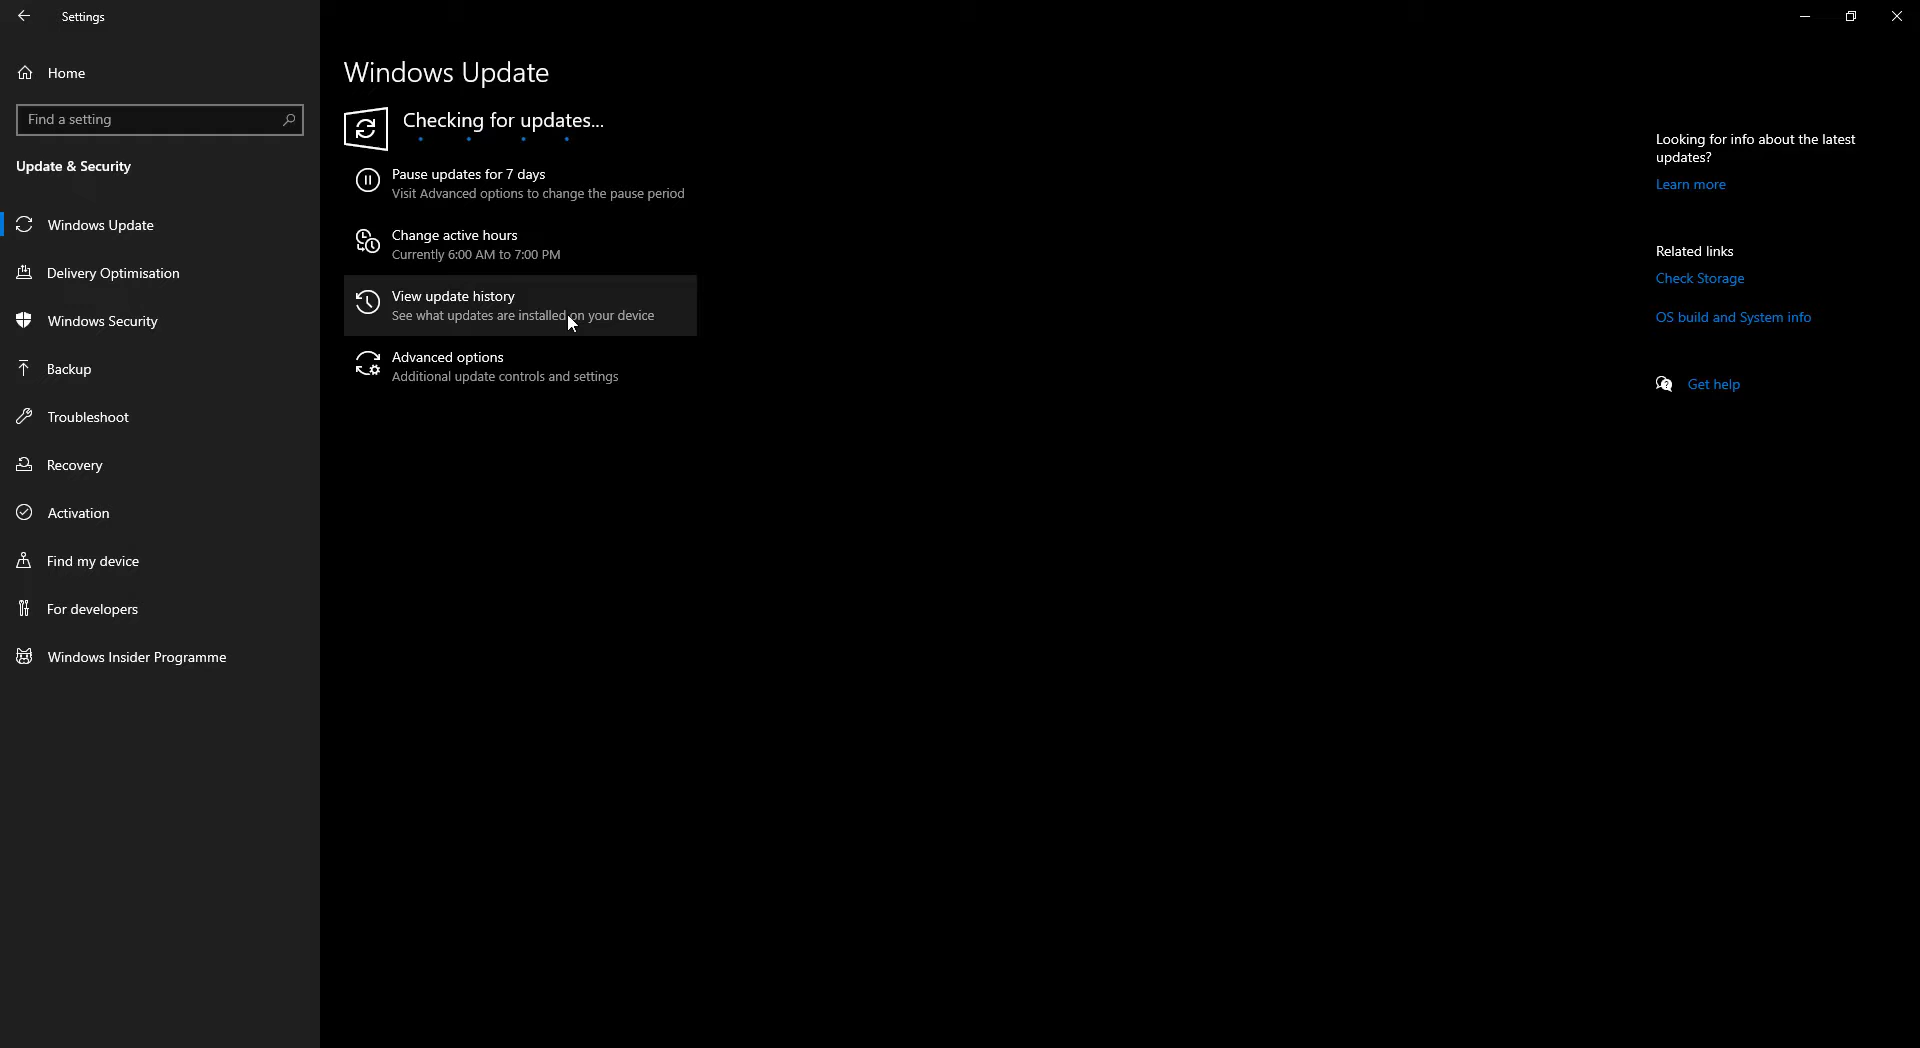 Settings
Home
Find a setting
Update & Security
Windows Update
Delivery Optimisation
Windows Security
Backup
Troubleshoot
Recovery
Activation
Find my device
For developers
Windows Insider Programme
Windows Update
Checking for updates...
Pause updates for 7 days
Visit Advanced options to change the pause period
Change active hours
Currently 6:00 AM to 7:00 PM
View update history
See what updates are installed on your device
Advanced options
Additional update controls and settings
Looking for info about the latest
updates?
Learn more
Related links
Check Storage
OS build and System info
Get help